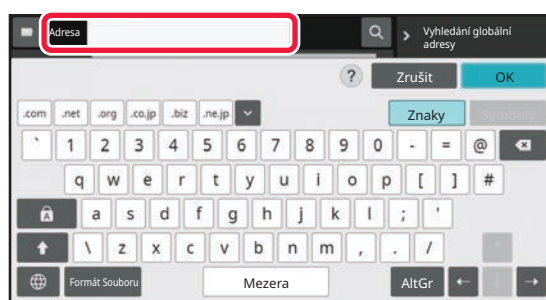 Adresa
Vyhledání globální
adresy
? Zrušit OK
.com .net .org .co.jp .biz .ne.jp Znaky Symboly
` 1 2 3 4 5 6 7 8 9 0 - = @
q w e r t y u i o p [ ] #
A a s d f g h j k l ; '
\ z x c v b n m , . /
Formát Souboru Mezera AltGr